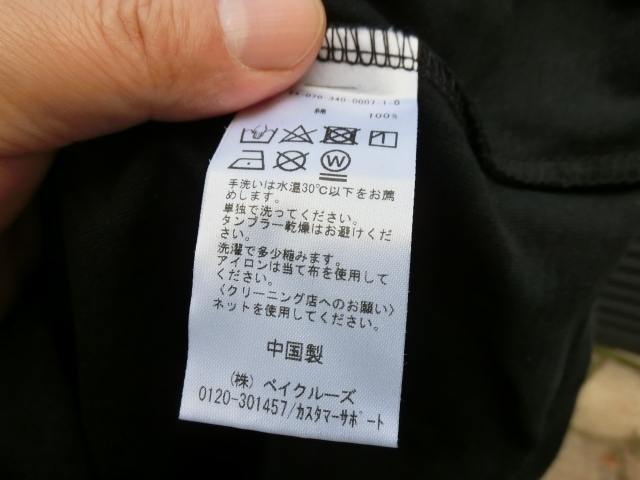 070-340-0007-1-0
綿 100%
手洗いは水温30℃以下をお薦
めします。
単独で洗ってください。
タンブラー乾燥はお避けくださ
い。
洗濯で多少縮みます。
アイロンは当て布を使用して
ください。
〈クリーニング店へのお願い〉
ネットを使用してください。
中国製
(株) ベイクルーズ
0120-301457/カスタマーサポート